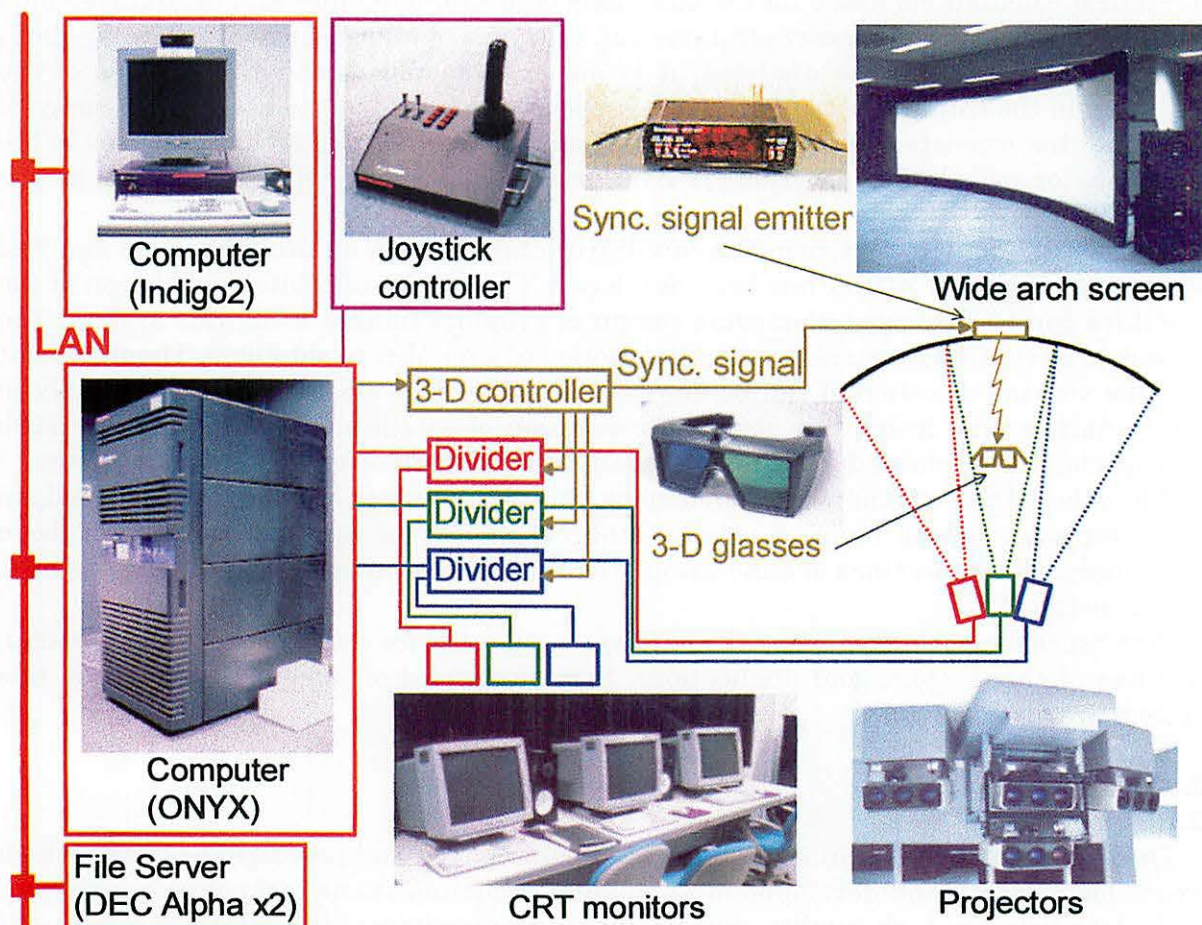 Computer
(Indigo2)
Joystick
controller
Sync. signal emitter
Wide arch screen
LAN
3-D controller
Sync. signal
Divider
Divider
Divider
3-D glasses
Computer
(ONYX)
File Server
(DEC Alpha x2)
CRT monitors
Projectors